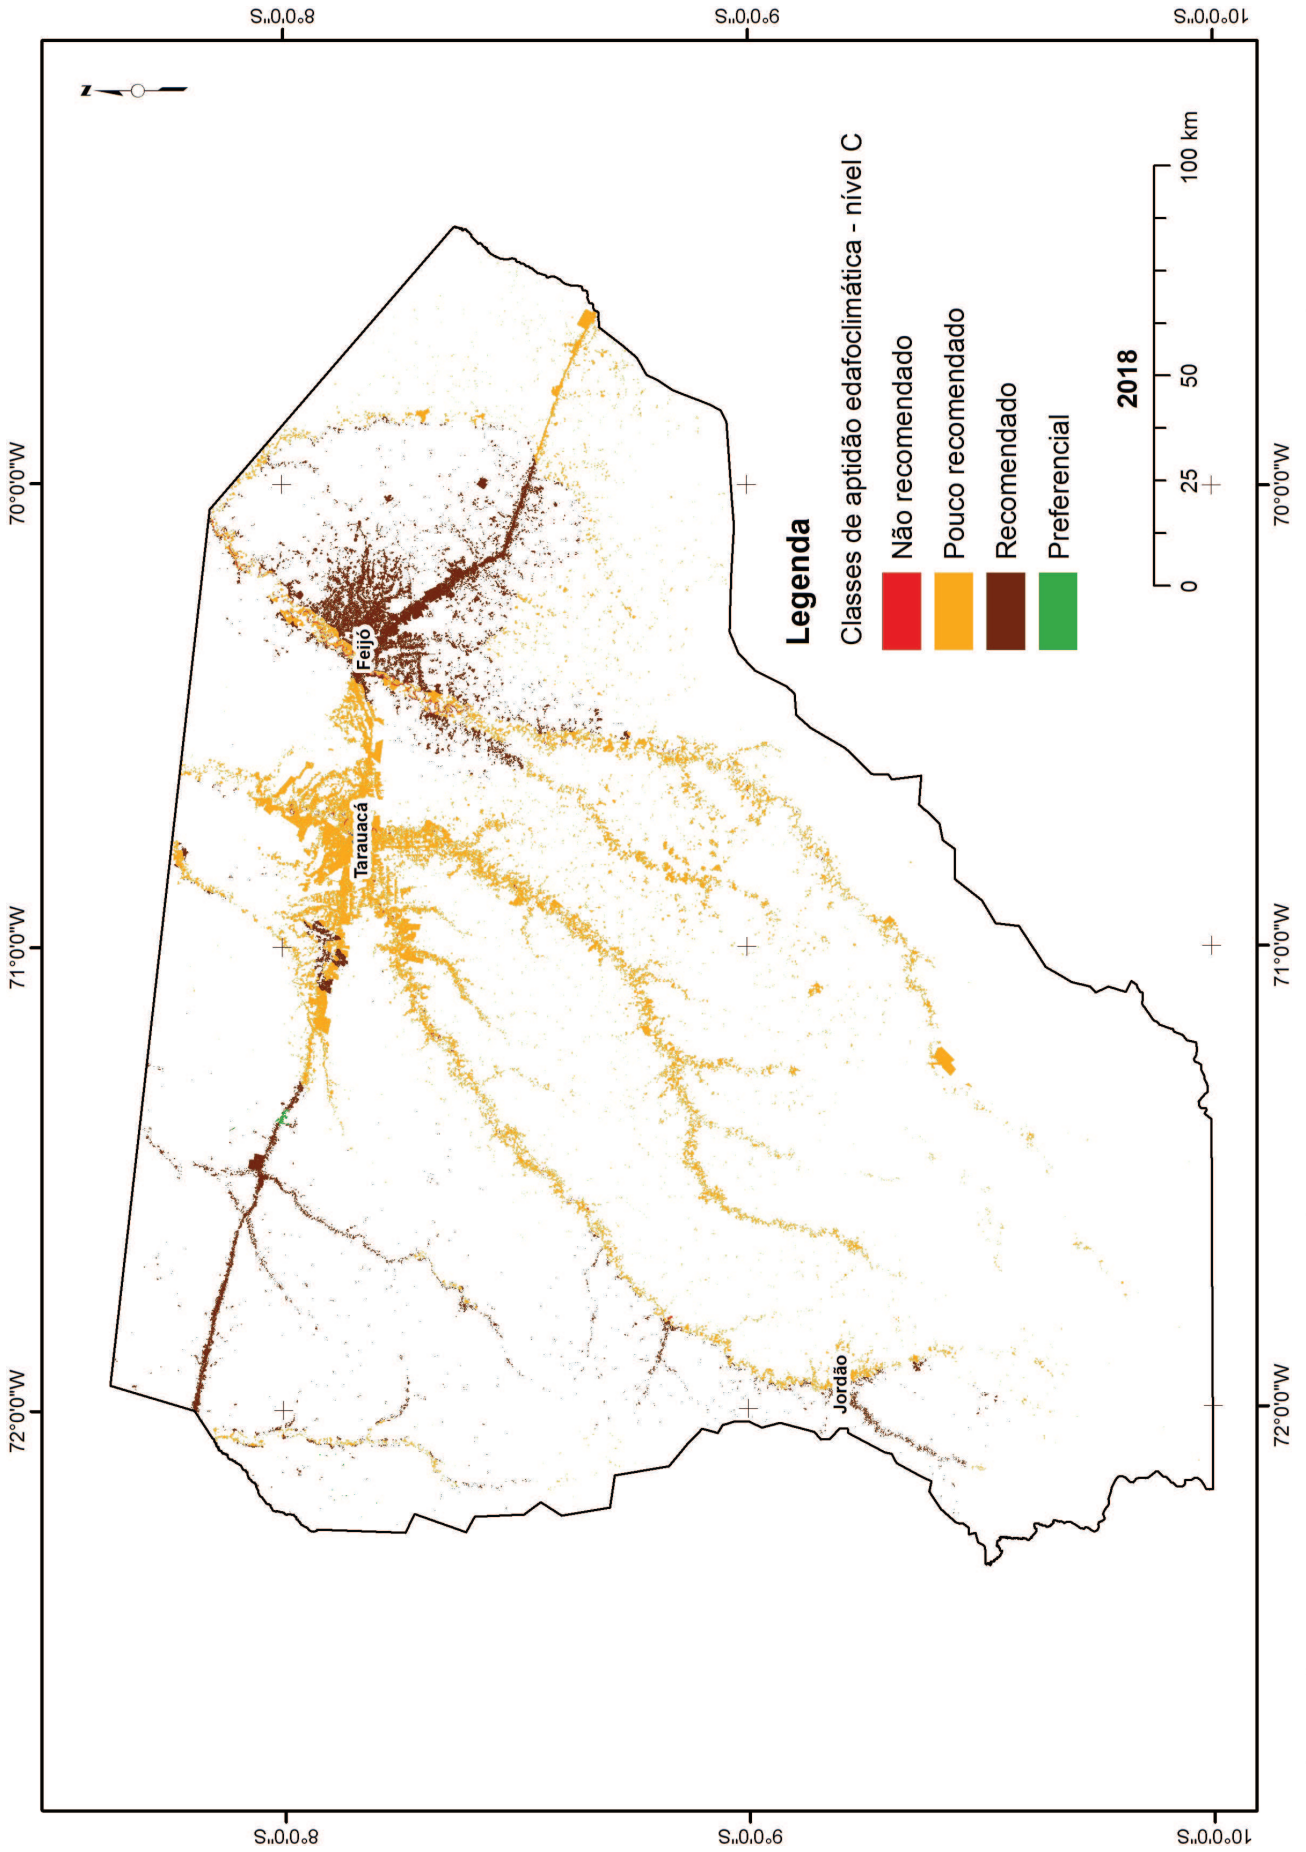 72°0'0"W 71°0'0"W 70°0'0"W
N
8°0'0"S 8°0'0"S
Tarauacá Feijó
9°0'0"S 9°0'0"S
Legenda
Jordão
Classes de aptidão edafoclimática - nível C
Não recomendado
Pouco recomendado
Recomendado
Preferencial
2018
0 25 50 100 km
10°0'0"S 10°0'0"S
72°0'0"W 71°0'0"W 70°0'0"W